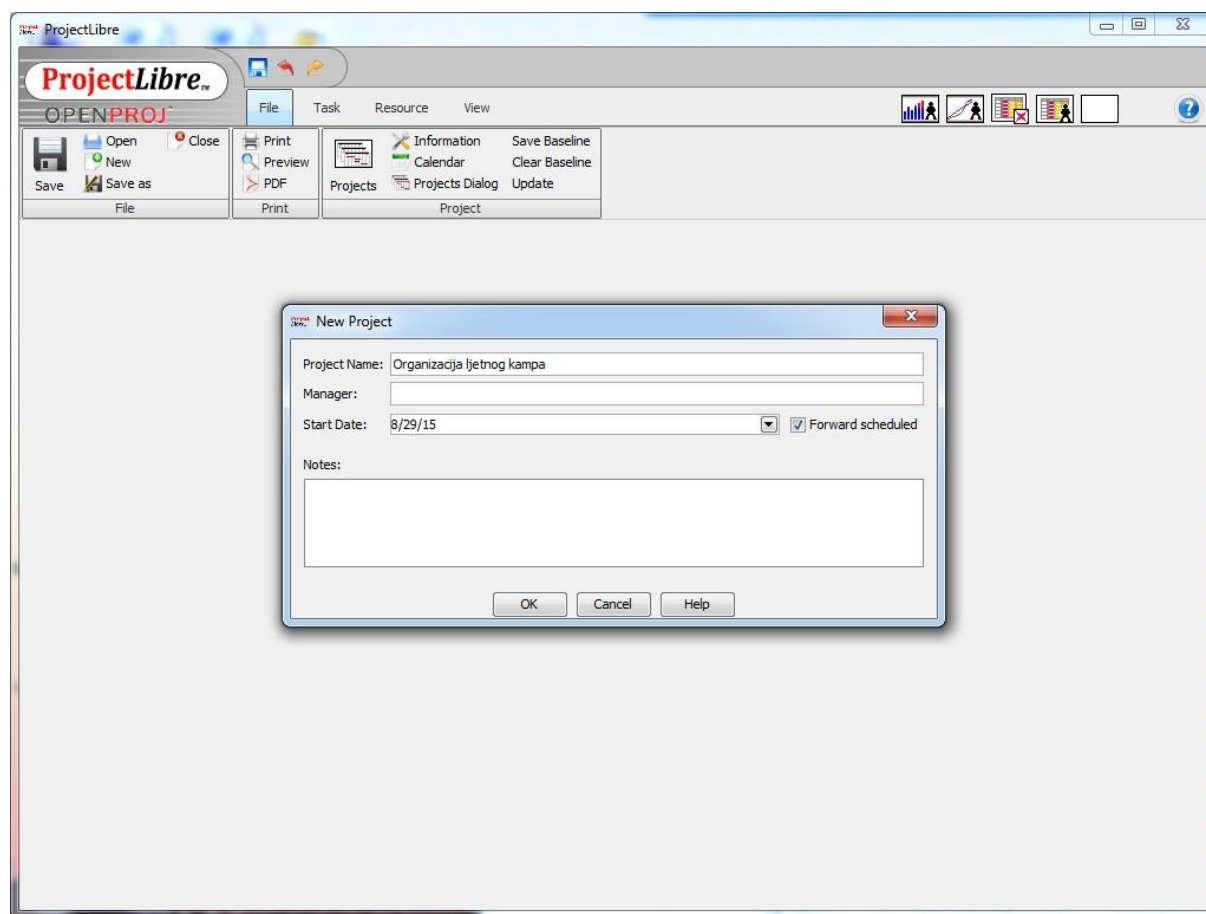 ProjectLibre
ProjectLibre™
OPENPROJ™
File Task Resource View
Open Close Print Information Save Baseline
New Preview Calendar Clear Baseline
Save Save as PDF Projects Projects Dialog Update
File Print Project
New Project
Project Name: Organizacija ljetnog kampa
Manager:
Start Date: 8/29/15 Forward scheduled
Notes:
OK Cancel Help